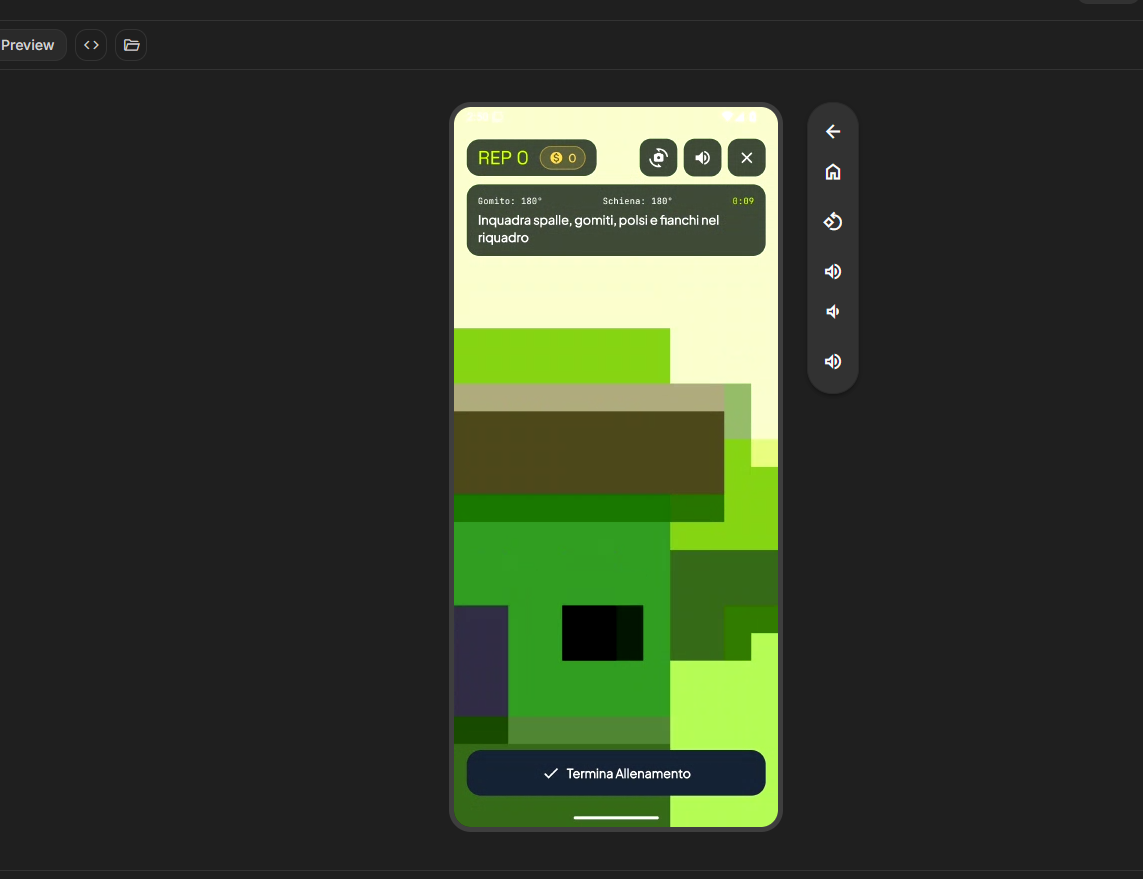 Preview
REP 0
0
Gomito: 180° Schiena: 180° 0:09
Inquadra spalle, gomiti, polsi e fianchi nel
riquadro
Termina Allenamento